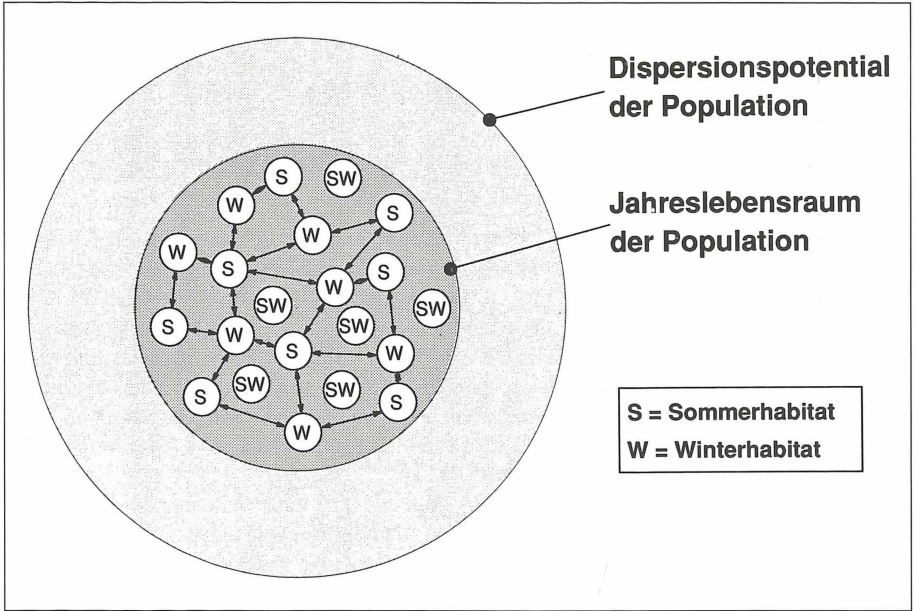 Dispersionspotential
der Population
Jahreslebensraum
der Population
S SW
W S
W
W S S
W
SW SW
S W SW
S W
S SW SW S
W
S = Sommerhabitat
W = Winterhabitat